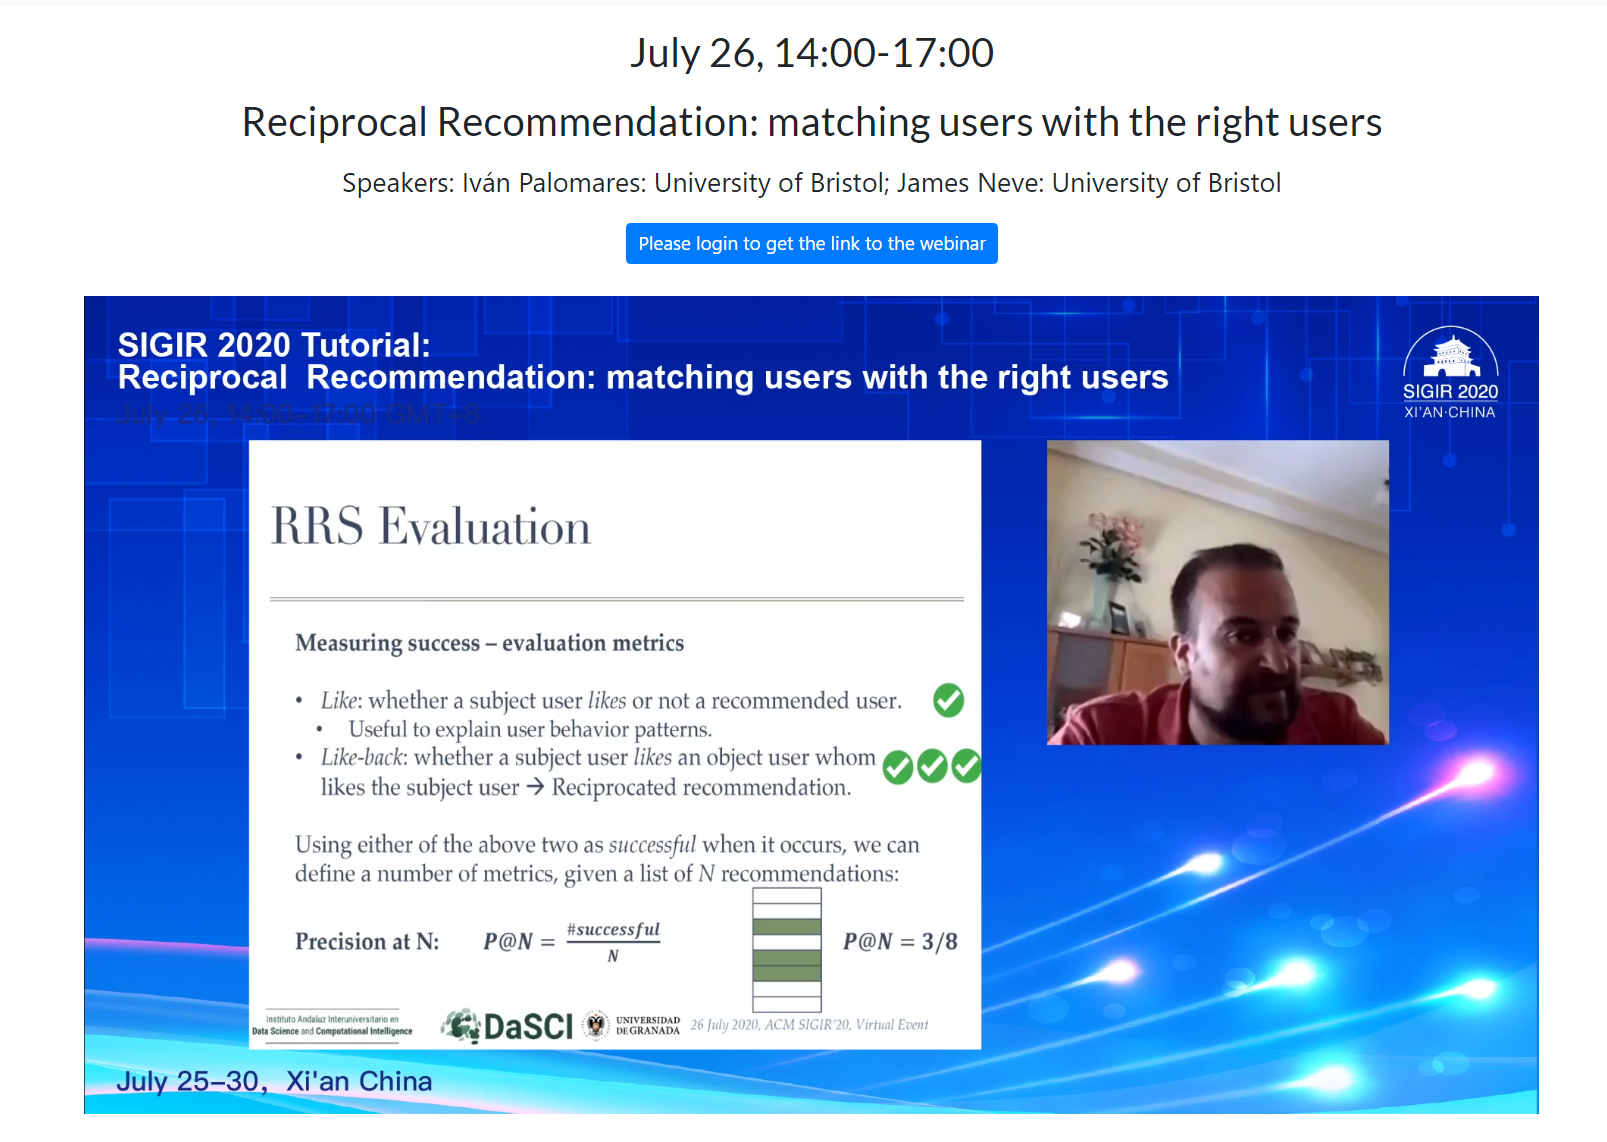 July 26, 14:00-17:00
Reciprocal Recommendation: matching users with the right users
Speakers: Iván Palomares: University of Bristol; James Neve: University of Bristol
Please login to get the link to the webinar
SIGIR 2020 Tutorial:
Reciprocal Recommendation: matching users with the right users
July 26, 14:00-17:00 GMT+8
SIGIR 2020
XI'AN·CHINA
RRS Evaluation
Measuring success – evaluation metrics
• Like: whether a subject user likes or not a recommended user.
• Useful to explain user behavior patterns.
• Like-back: whether a subject user likes an object user whom
likes the subject user → Reciprocated recommendation.
Using either of the above two as successful when it occurs, we can
define a number of metrics, given a list of N recommendations:
Precision at N: P@N = #successful / N
P@N = 3/8
Instituto Andaluz Interuniversitario en
Data Science and Computational Intelligence
DaSCI
UNIVERSIDAD
DE GRANADA
26 July 2020, ACM SIGIR'20, Virtual Event
July 25–30, Xi'an China